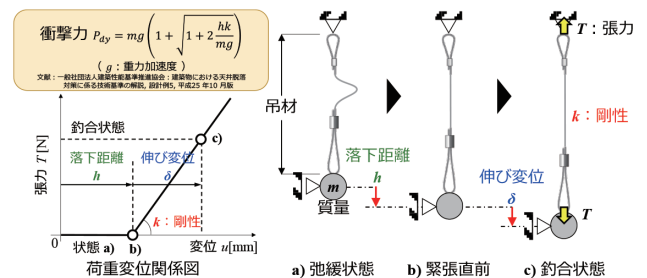 衝撃力 P_dy = mg(1+√(1+2 hk/mg))
（ g：重力加速度 ）
文献：一般社団法人建築性能基準推進協会：建築物における天井脱落
対策に係る技術基準の解説, 設計例5, 平成25 年10 月版
張力 T [N]
釣合状態
c)
落下距離
伸び変位
h
δ
k：剛性
0
状態 a)
b)
変位 u[mm]
荷重変位関係図
吊材
m
質量
落下距離
h
a) 弛緩状態
伸び変位
δ
b) 緊張直前
T：張力
k：剛性
T
c) 釣合状態